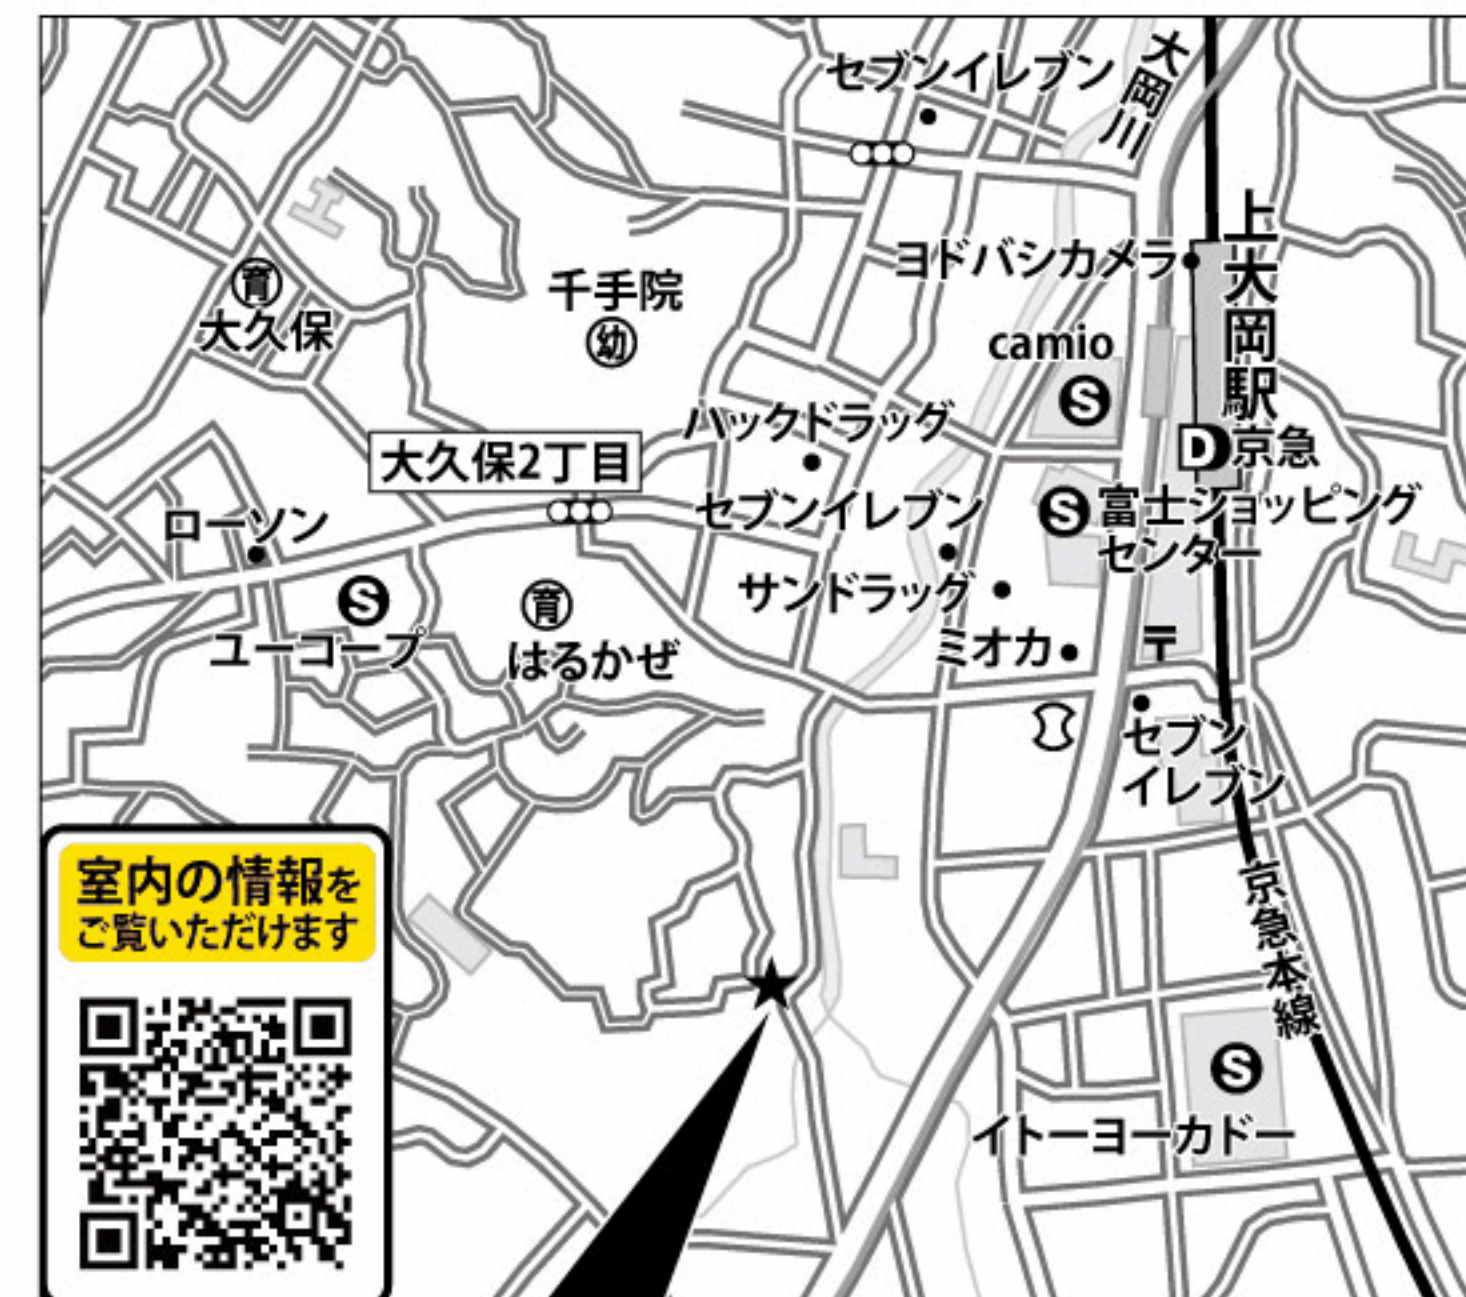 セブンイレブン
大岡川
ヨドバシカメラ
上大岡駅
育
大久保
千手院
幼
camio
S
ハックドラッグ
D京急
大久保2丁目
S富士ショッピング
センター
セブンイレブン
ローソン
サンドラッグ
S
ユーコープ
育
はるかぜ
ミオカ
〒
セブン
イレブン
京急本線
室内の情報を
ご覧いただけます
S
イトーヨーカドー